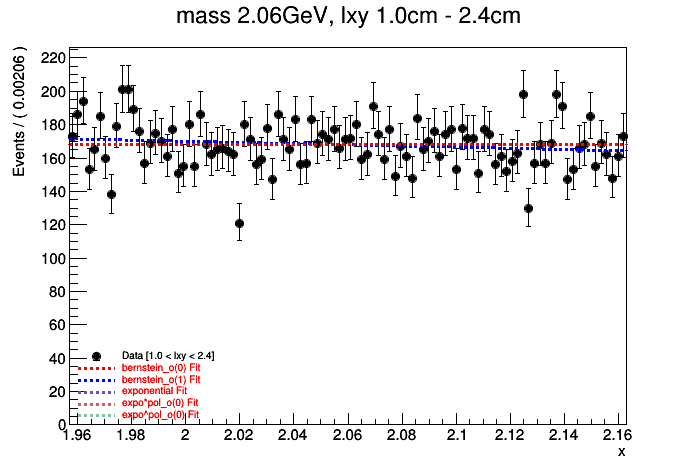 mass 2.06GeV, lxy 1.0cm - 2.4cm
Events / ( 0.00206 )
220
200
180
160
140
120
100
80
60
40
20
0
Data [1.0 < lxy < 2.4]
bernstein_o(0) Fit
bernstein_o(1) Fit
exponential Fit
expo*pol_o(0) Fit
expo^pol_o(0) Fit
1.96 1.98 2 2.02 2.04 2.06 2.08 2.1 2.12 2.14 2.16
x